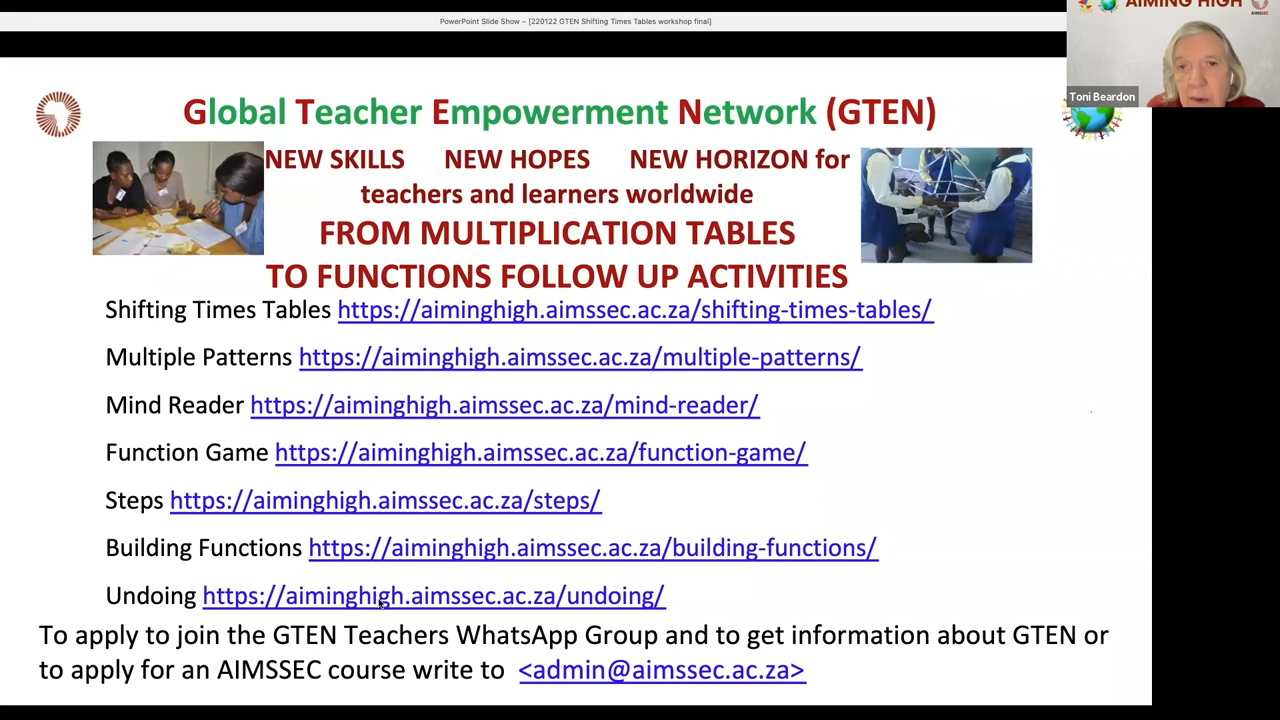 PowerPoint Slide Show – [220122 GTEN Shifting Times Tables workshop final]
AIMING HIGH
AIMSSEC
Toni Beardon
Global Teacher Empowerment Network (GTEN)
NEW SKILLS NEW HOPES NEW HORIZON for
teachers and learners worldwide
FROM MULTIPLICATION TABLES
TO FUNCTIONS FOLLOW UP ACTIVITIES
Shifting Times Tables https://aiminghigh.aimssec.ac.za/shifting-times-tables/
Multiple Patterns https://aiminghigh.aimssec.ac.za/multiple-patterns/
Mind Reader https://aiminghigh.aimssec.ac.za/mind-reader/
Function Game https://aiminghigh.aimssec.ac.za/function-game/
Steps https://aiminghigh.aimssec.ac.za/steps/
Building Functions https://aiminghigh.aimssec.ac.za/building-functions/
Undoing https://aiminghigh.aimssec.ac.za/undoing/
To apply to join the GTEN Teachers WhatsApp Group and to get information about GTEN or
to apply for an AIMSSEC course write to <admin@aimssec.ac.za>